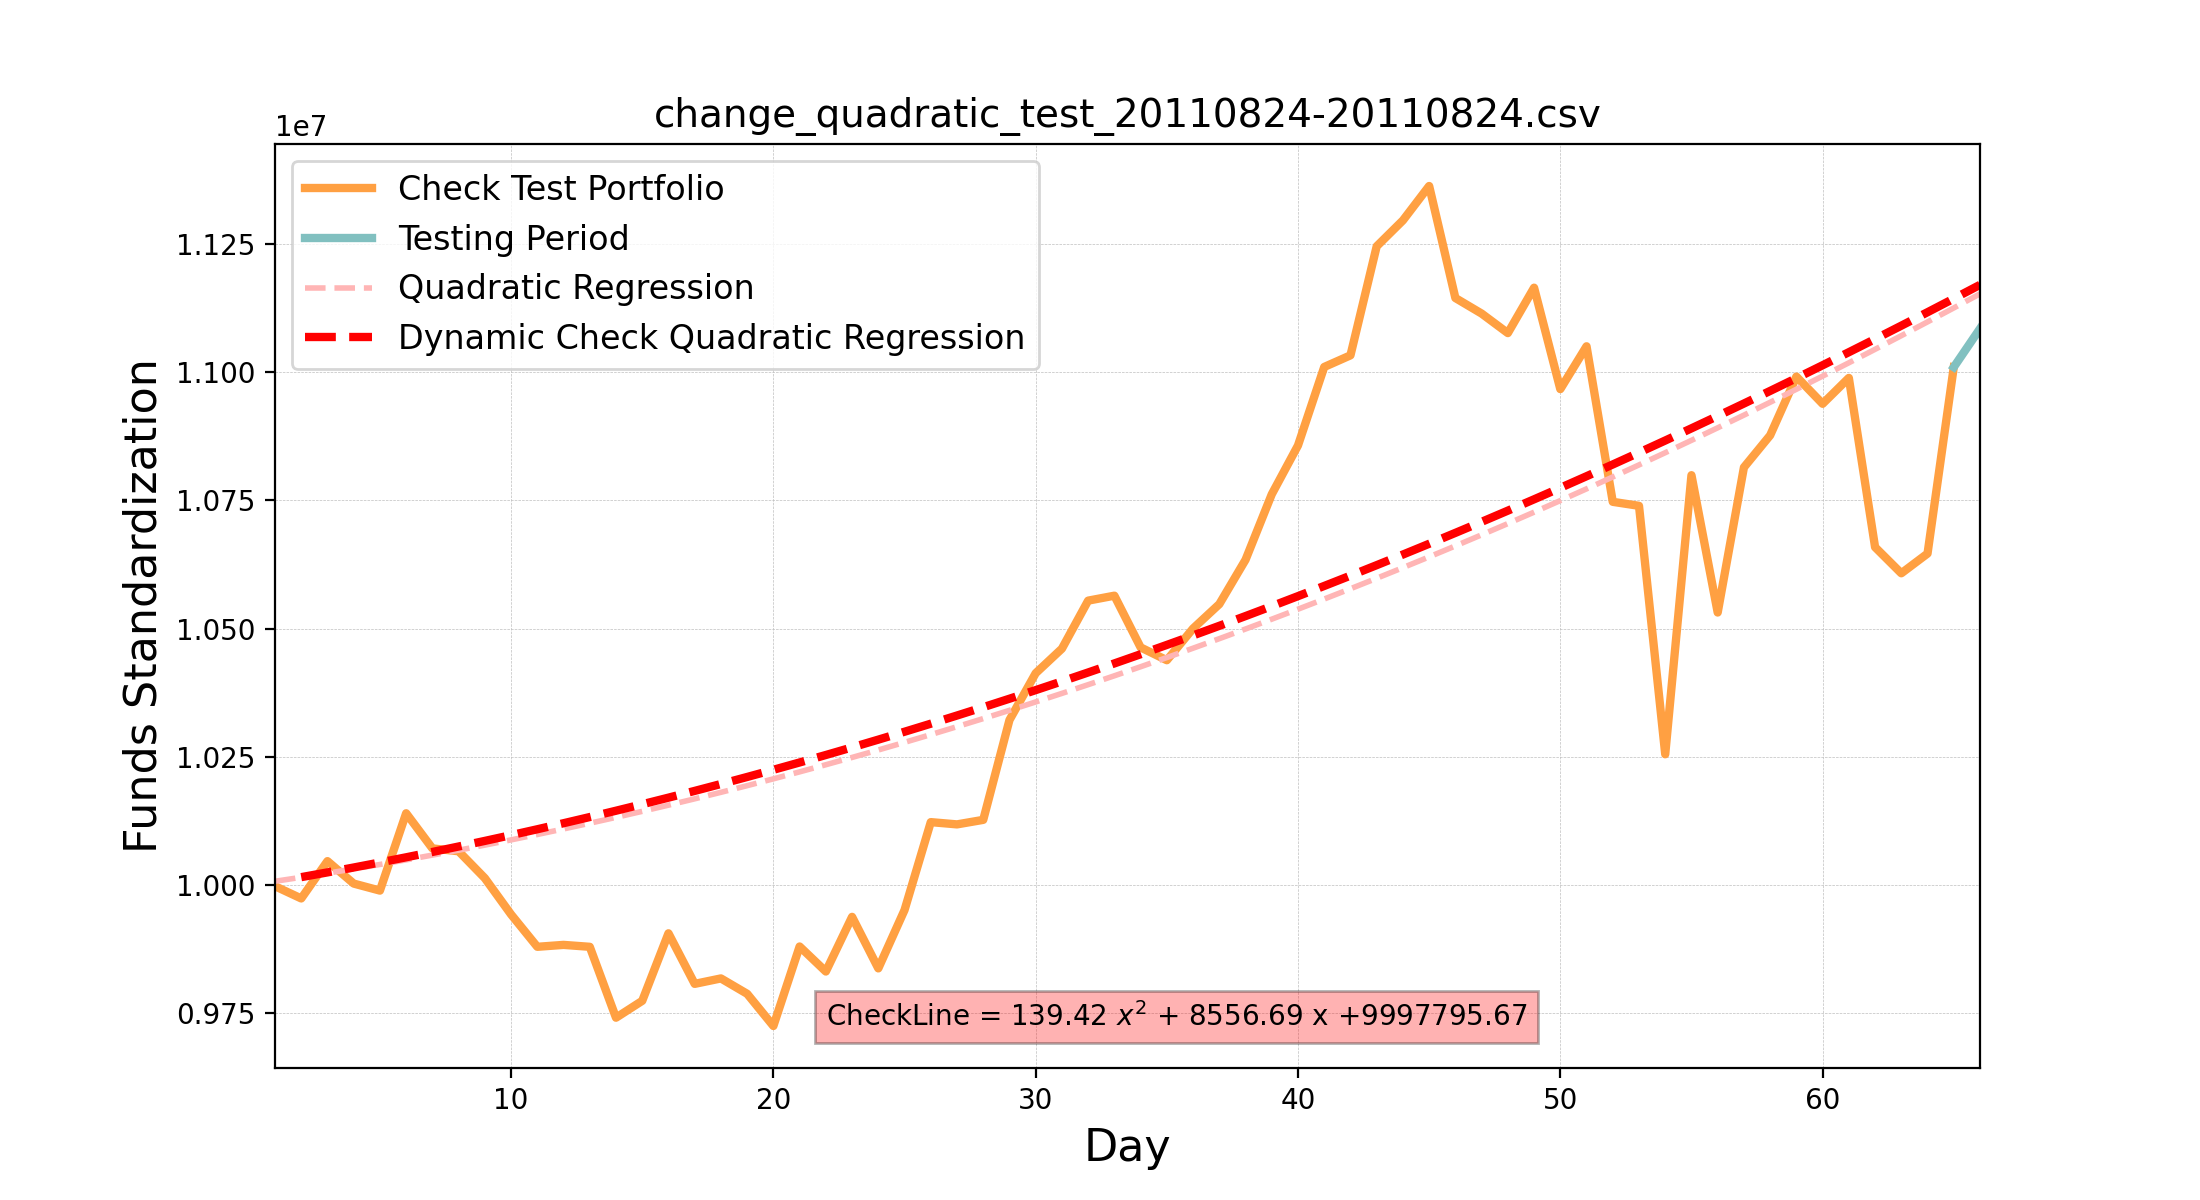 change_quadratic_test_20110824-20110824.csv
1e7
Check Test Portfolio
Testing Period
Quadratic Regression
Dynamic Check Quadratic Regression
1.125
1.100
1.075
1.050
1.025
1.000
0.975
Funds Standardization
CheckLine = 139.42 x² + 8556.69 x +9997795.67
10 20 30 40 50 60
Day